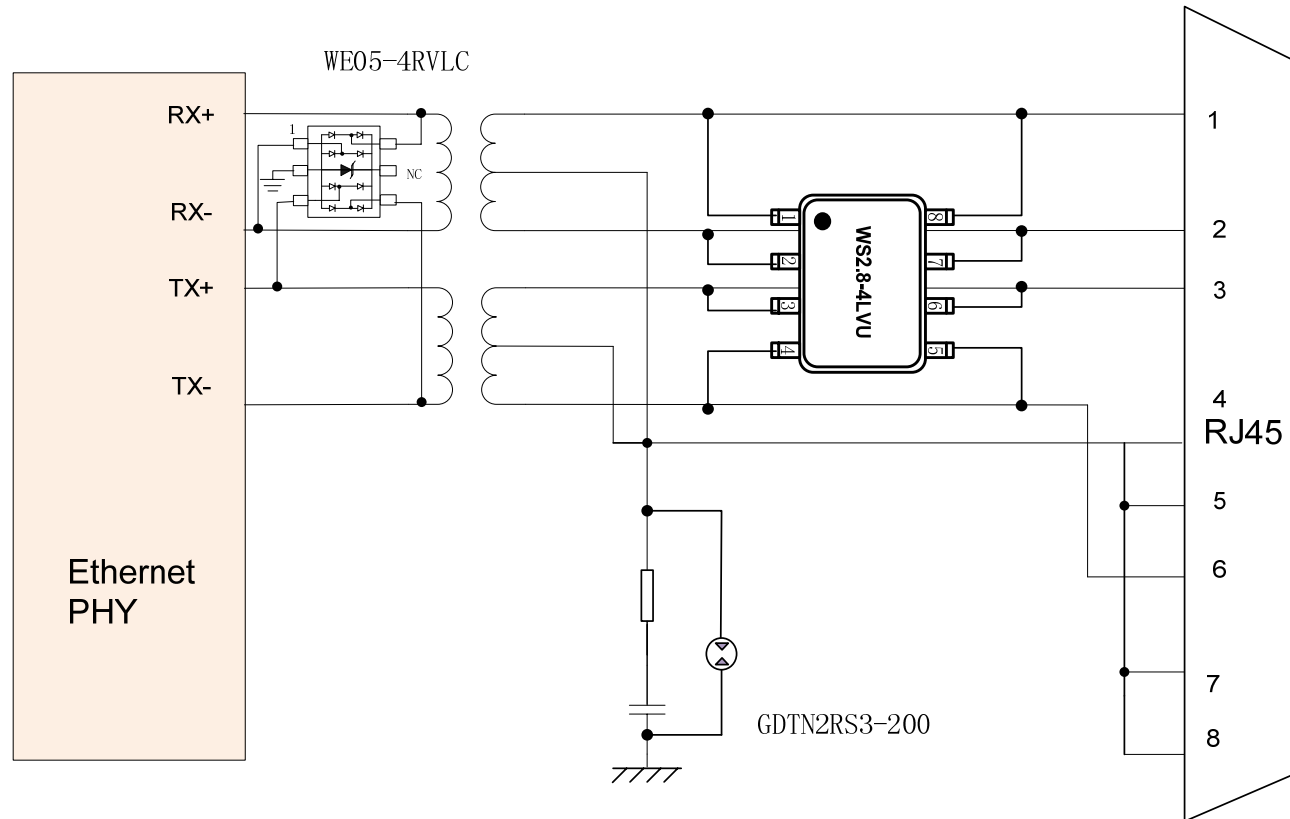 WE05-4RVLC
RX+
1
NC
RX-
TX+
TX-
Ethernet
PHY
1
2
3
4
8
7
6
5
WS2.8-4LVU
GDTN2RS3-200
1
2
3
4
RJ45
5
6
7
8